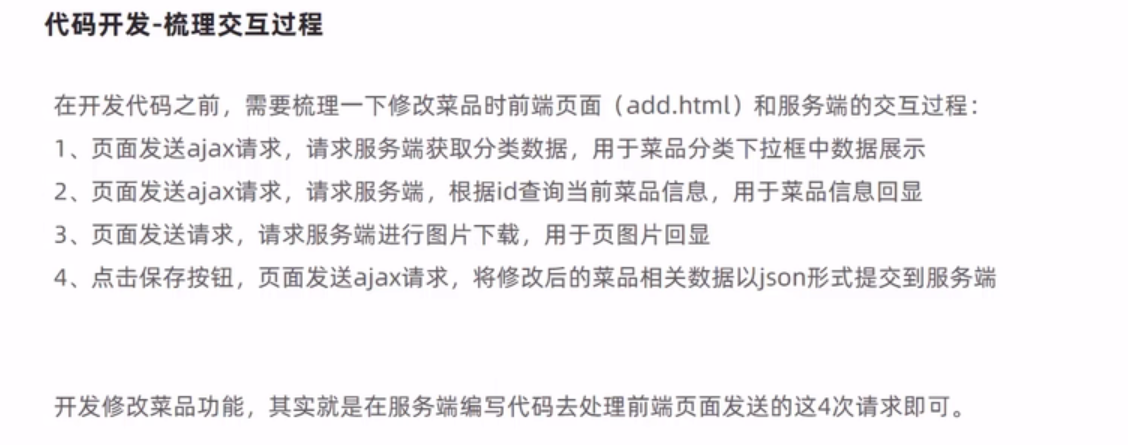 代码开发-梳理交互过程
在开发代码之前，需要梳理一下修改菜品时前端页面（add.html）和服务端的交互过程：
1、页面发送ajax请求，请求服务端获取分类数据，用于菜品分类下拉框中数据展示
2、页面发送ajax请求，请求服务端，根据id查询当前菜品信息，用于菜品信息回显
3、页面发送请求，请求服务端进行图片下载，用于页图片回显
4、点击保存按钮，页面发送ajax请求，将修改后的菜品相关数据以json形式提交到服务端
开发修改菜品功能，其实就是在服务端编写代码去处理前端页面发送的这4次请求即可。